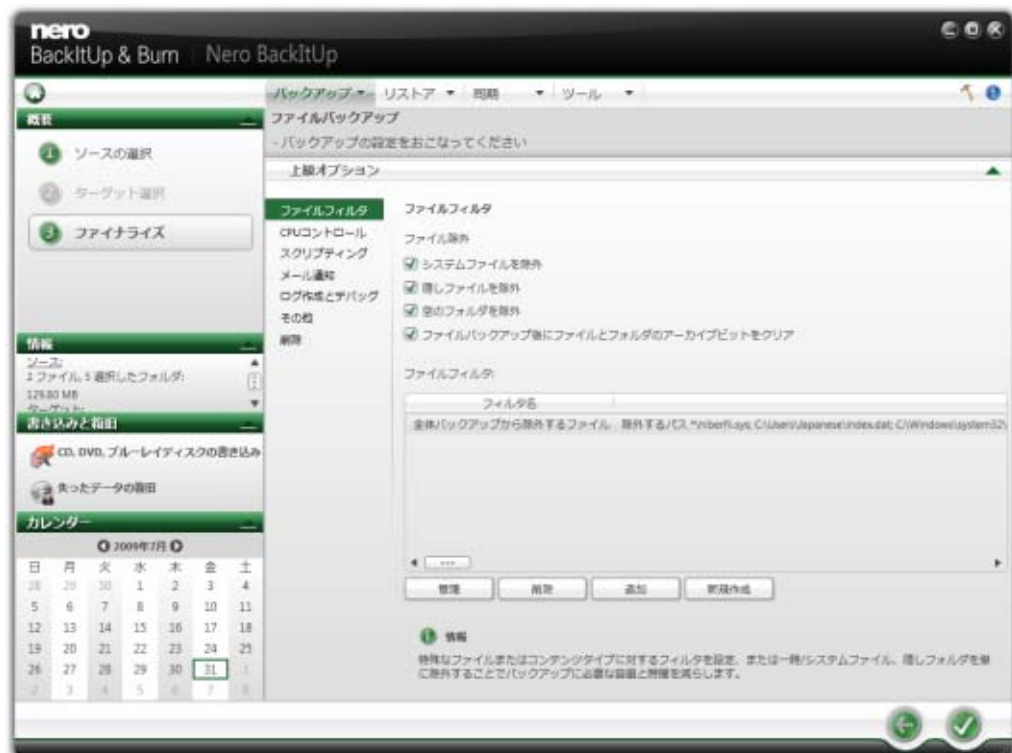 nero
BackItUp & Burn Nero BackItUp
バックアップ リストア 同期 ツール
概要
1 ソースの選択
2 ターゲット選択
3 ファイナライズ
ファイルバックアップ
- バックアップの設定をおこなってください
上級オプション
ファイルフィルタ
CPUコントロール
スクリプティング
メール通知
ログ作成とデバッグ
その他
削除
ファイルフィルタ
ファイル除外
システムファイルを除外
隠しファイルを除外
空のフォルダを除外
ファイルバックアップ後にファイルとフォルダのアーカイブビットをクリア
ファイルフィルタ:
フィルタ名
全体バックアップから除外するファイル 除外するパス *\hiberfil.sys; C:\Users\Japanese\index.dat; C:\Windows\system32\
管理 削除 追加 新規作成
情報
特殊なファイルまたはコンテンツタイプに対するフィルタを設定、または一時/システムファイル、隠しフォルダを単
に除外することでバックアップに必要な容量と時間を減らします。
情報
ソース:
2 ファイル, 5 選択したフォルダ:
129.80 MB
ターゲット:
書き込みと復旧
CD, DVD, ブルーレイディスクの書き込み
失ったデータの復旧
カレンダー
2009年7月
日 月 火 水 木 金 土
28 29 30 1 2 3 4
5 6 7 8 9 10 11
12 13 14 15 16 17 18
19 20 21 22 23 24 25
26 27 28 29 30 31 1
2 3 4 5 6 7 8